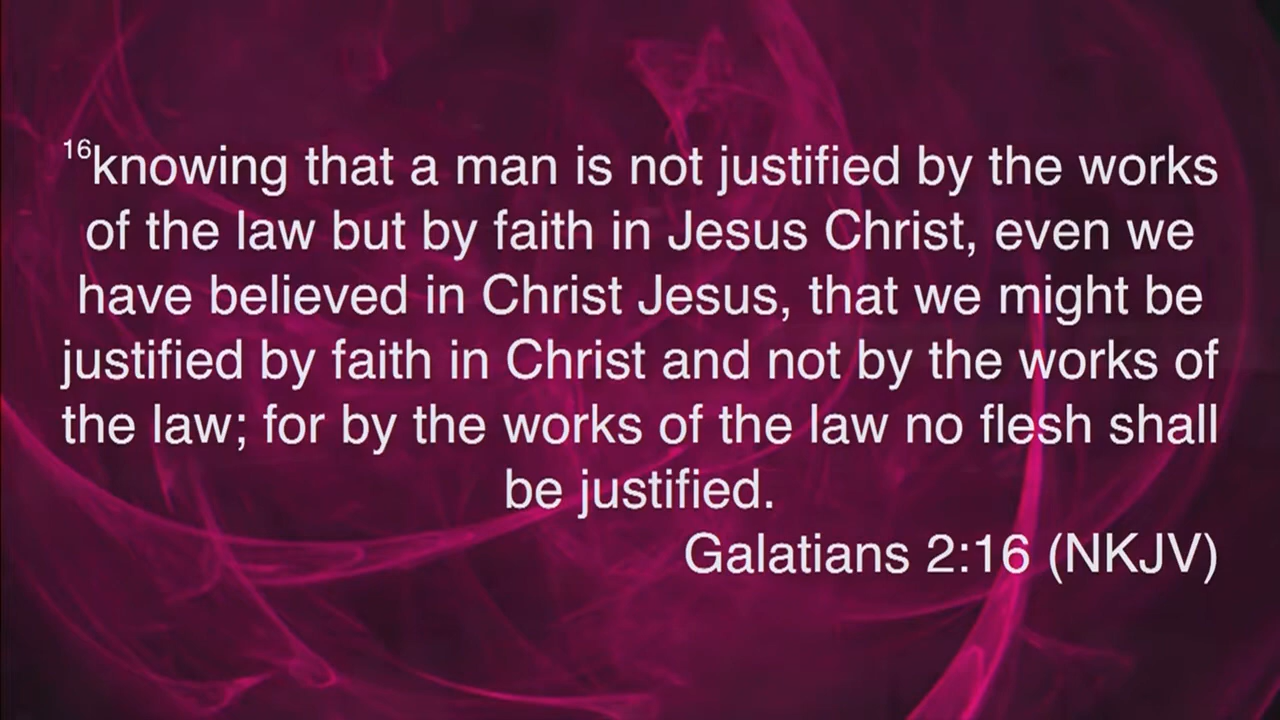 16knowing that a man is not justified by the works
of the law but by faith in Jesus Christ, even we
have believed in Christ Jesus, that we might be
justified by faith in Christ and not by the works of
the law; for by the works of the law no flesh shall
be justified.
Galatians 2:16 (NKJV)